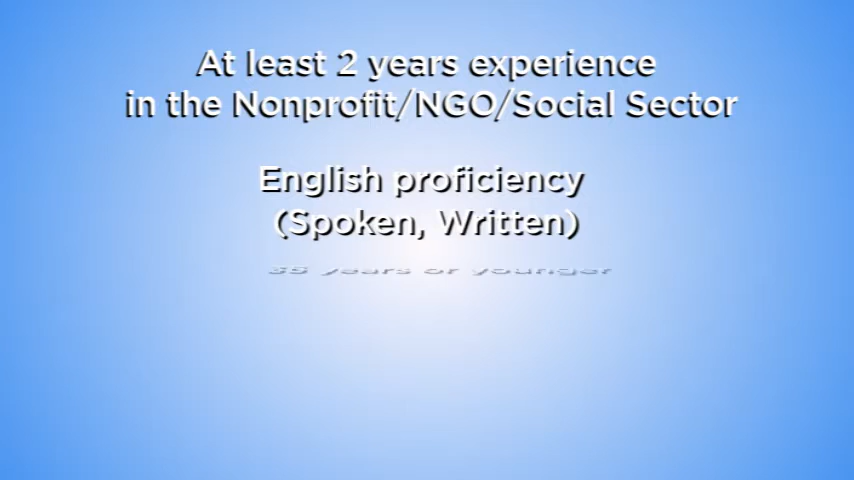 At least 2 years experience
in the Nonprofit/NGO/Social Sector
English proficiency
(Spoken, Written)
35 years or younger